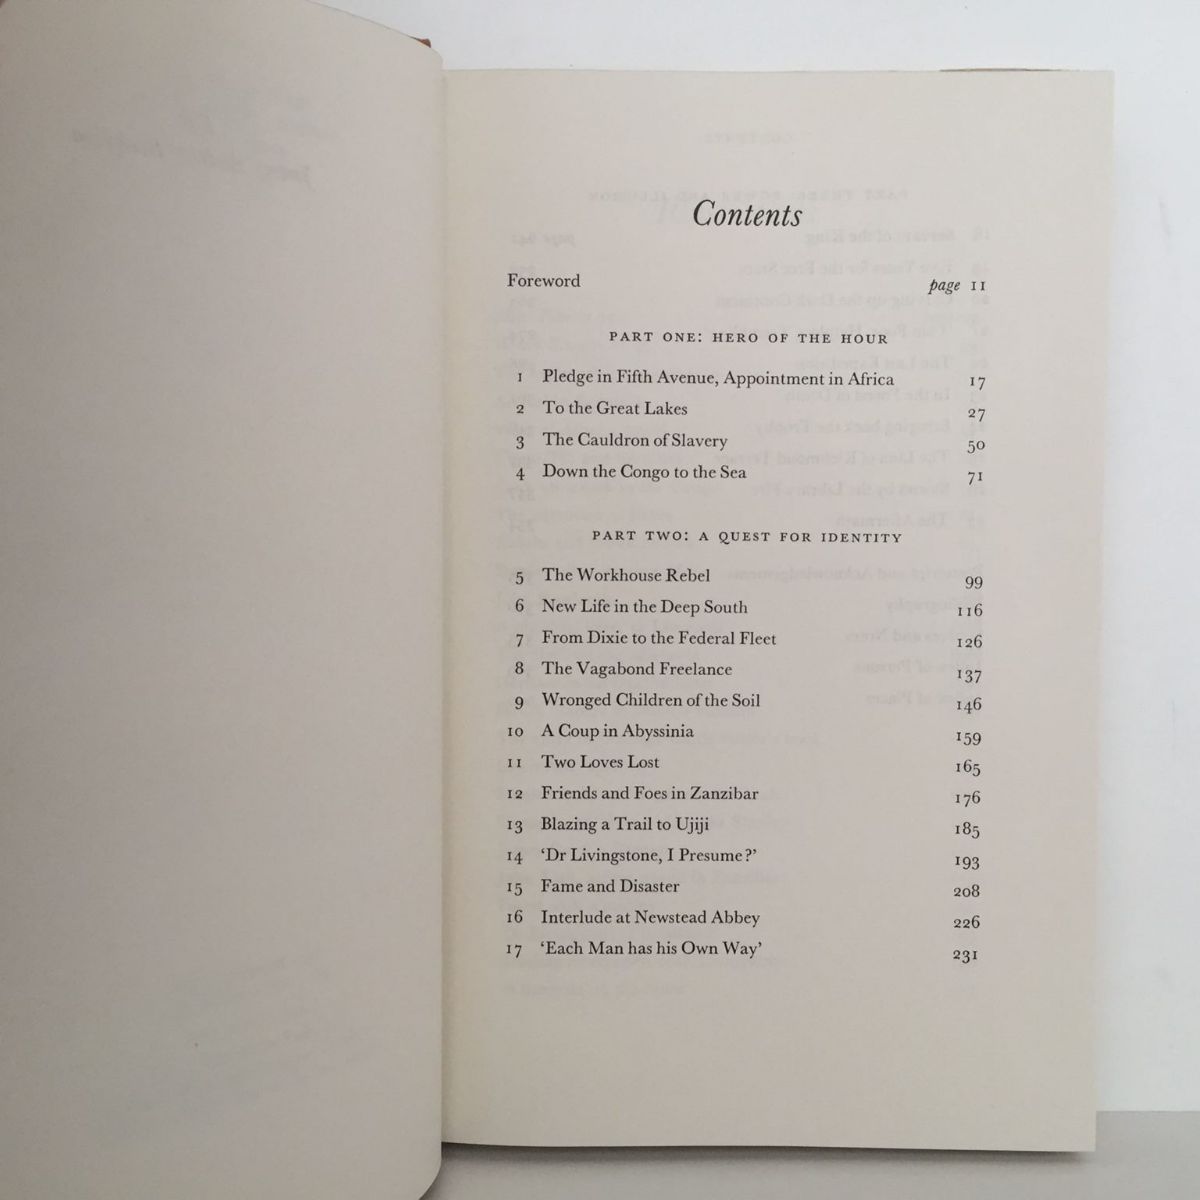 Contents
Foreword page 11
PART ONE: HERO OF THE HOUR
1 Pledge in Fifth Avenue, Appointment in Africa 17
2 To the Great Lakes 27
3 The Cauldron of Slavery 50
4 Down the Congo to the Sea 71
PART TWO: A QUEST FOR IDENTITY
5 The Workhouse Rebel 99
6 New Life in the Deep South 116
7 From Dixie to the Federal Fleet 126
8 The Vagabond Freelance 137
9 Wronged Children of the Soil 146
10 A Coup in Abyssinia 159
11 Two Loves Lost 165
12 Friends and Foes in Zanzibar 176
13 Blazing a Trail to Ujiji 185
14 ‘Dr Livingstone, I Presume?’ 193
15 Fame and Disaster 208
16 Interlude at Newstead Abbey 226
17 ‘Each Man has his Own Way’ 231